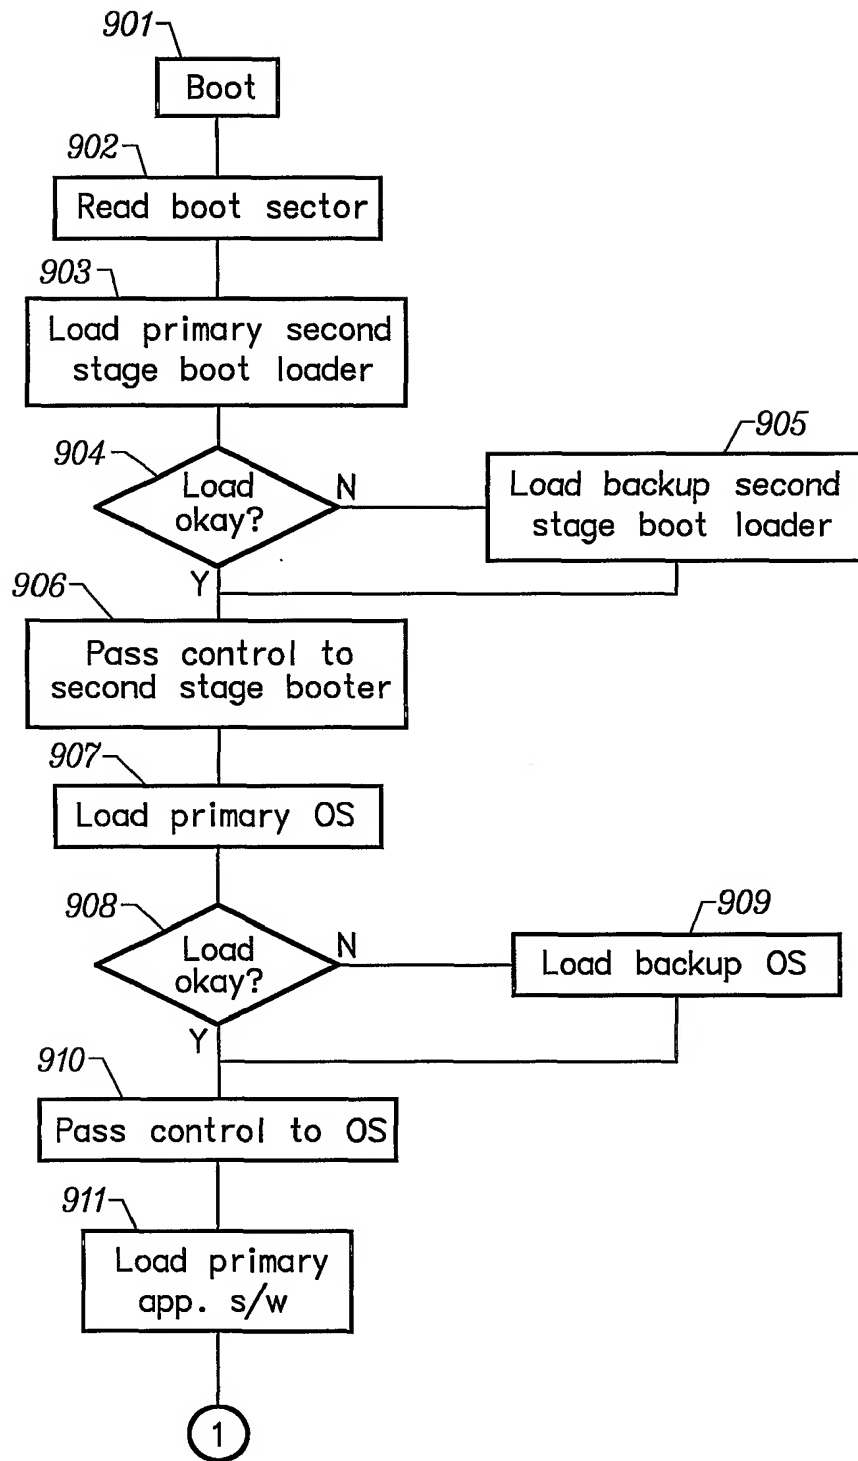 901
Boot
902
Read boot sector
903
Load primary second
stage boot loader
904
Load
okay?
N
Y
905
Load backup second
stage boot loader
906
Pass control to
second stage booter
907
Load primary OS
908
Load
okay?
N
Y
909
Load backup OS
910
Pass control to OS
911
Load primary
app. s/w
1